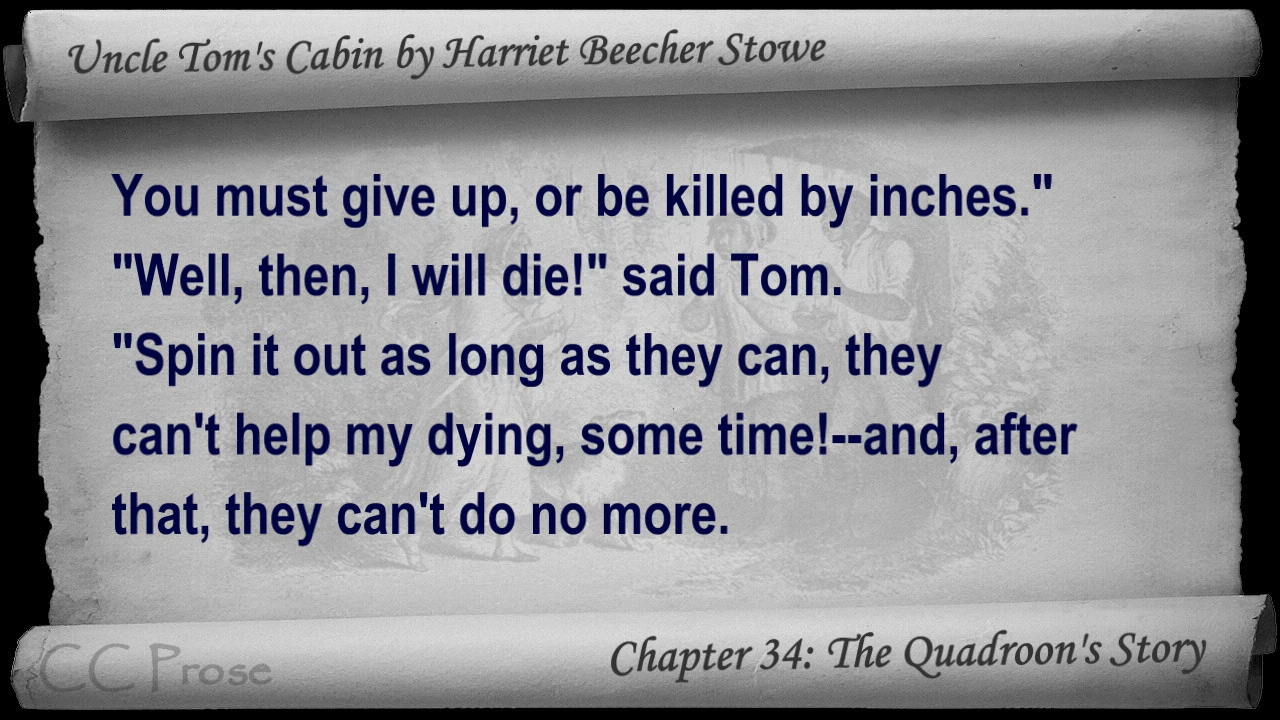 Uncle Tom's Cabin by Harriet Beecher Stowe
You must give up, or be killed by inches."
"Well, then, I will die!" said Tom.
"Spin it out as long as they can, they
can't help my dying, some time!--and, after
that, they can't do no more.
CC Prose
Chapter 34: The Quadroon's Story